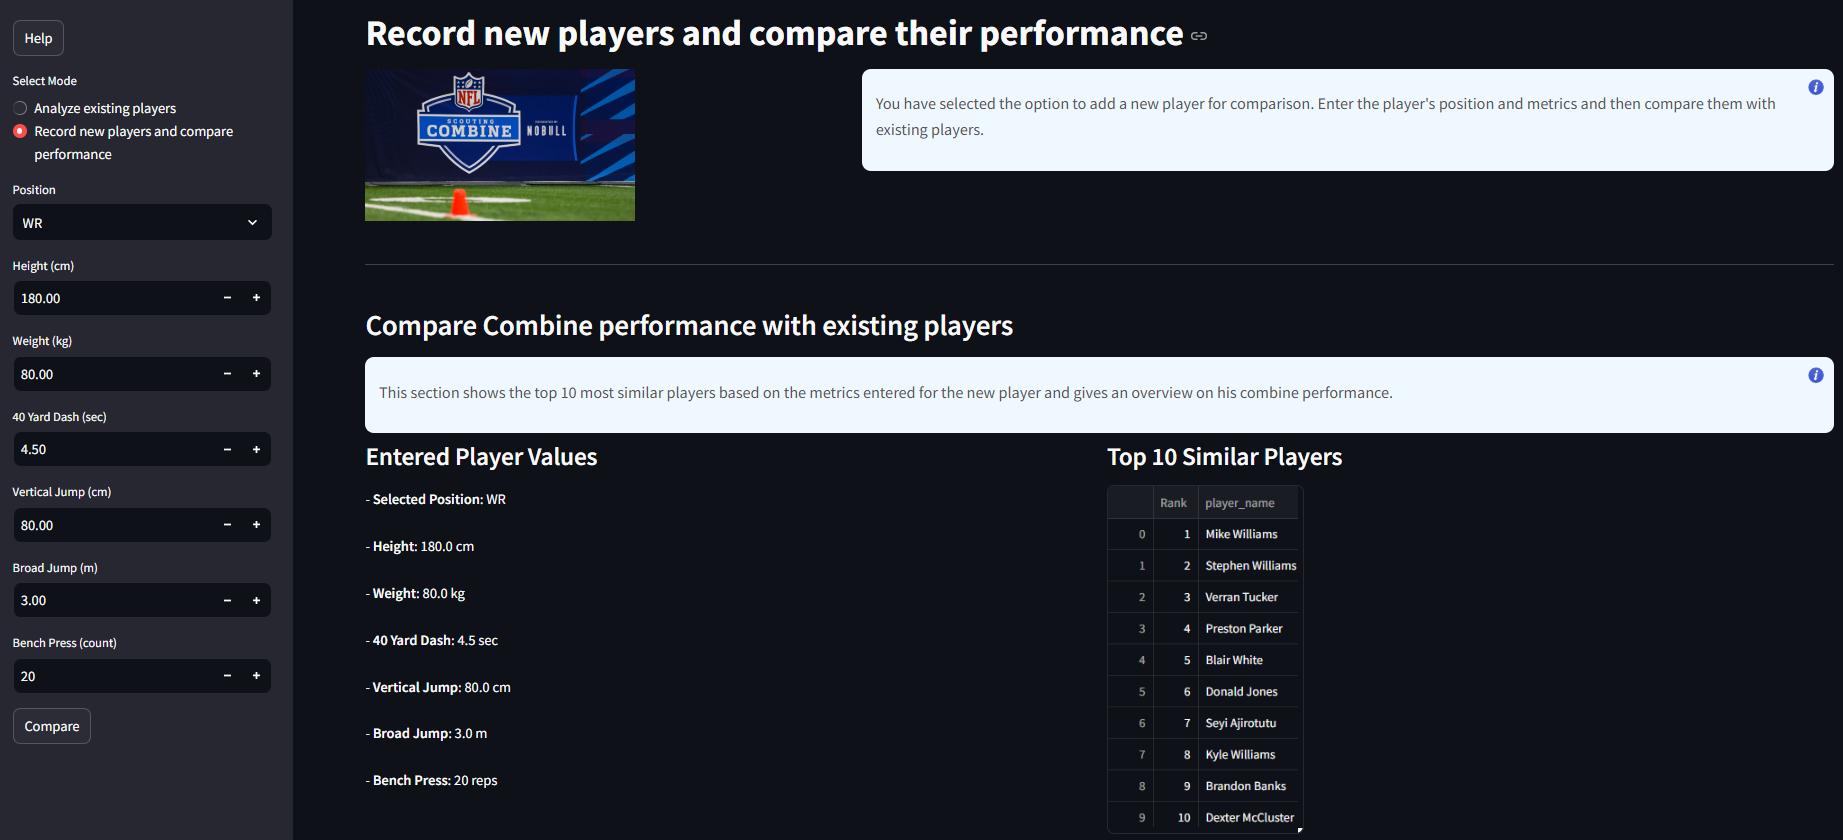 Help
Select Mode
Analyze existing players
Record new players and compare
performance
Position
WR
Height (cm)
180.00
Weight (kg)
80.00
40 Yard Dash (sec)
4.50
Vertical Jump (cm)
80.00
Broad Jump (m)
3.00
Bench Press (count)
20
Compare
Record new players and compare their performance
NFL
SCOUTING
COMBINE
PRESENTED BY
NOBULL
You have selected the option to add a new player for comparison. Enter the player's position and metrics and then compare them with
existing players.
Compare Combine performance with existing players
This section shows the top 10 most similar players based on the metrics entered for the new player and gives an overview on his combine performance.
Entered Player Values
- Selected Position: WR
- Height: 180.0 cm
- Weight: 80.0 kg
- 40 Yard Dash: 4.5 sec
- Vertical Jump: 80.0 cm
- Broad Jump: 3.0 m
- Bench Press: 20 reps
Top 10 Similar Players
Rank player_name
0 1 Mike Williams
1 2 Stephen Williams
2 3 Verran Tucker
3 4 Preston Parker
4 5 Blair White
5 6 Donald Jones
6 7 Seyi Ajirotutu
7 8 Kyle Williams
8 9 Brandon Banks
9 10 Dexter McCluster